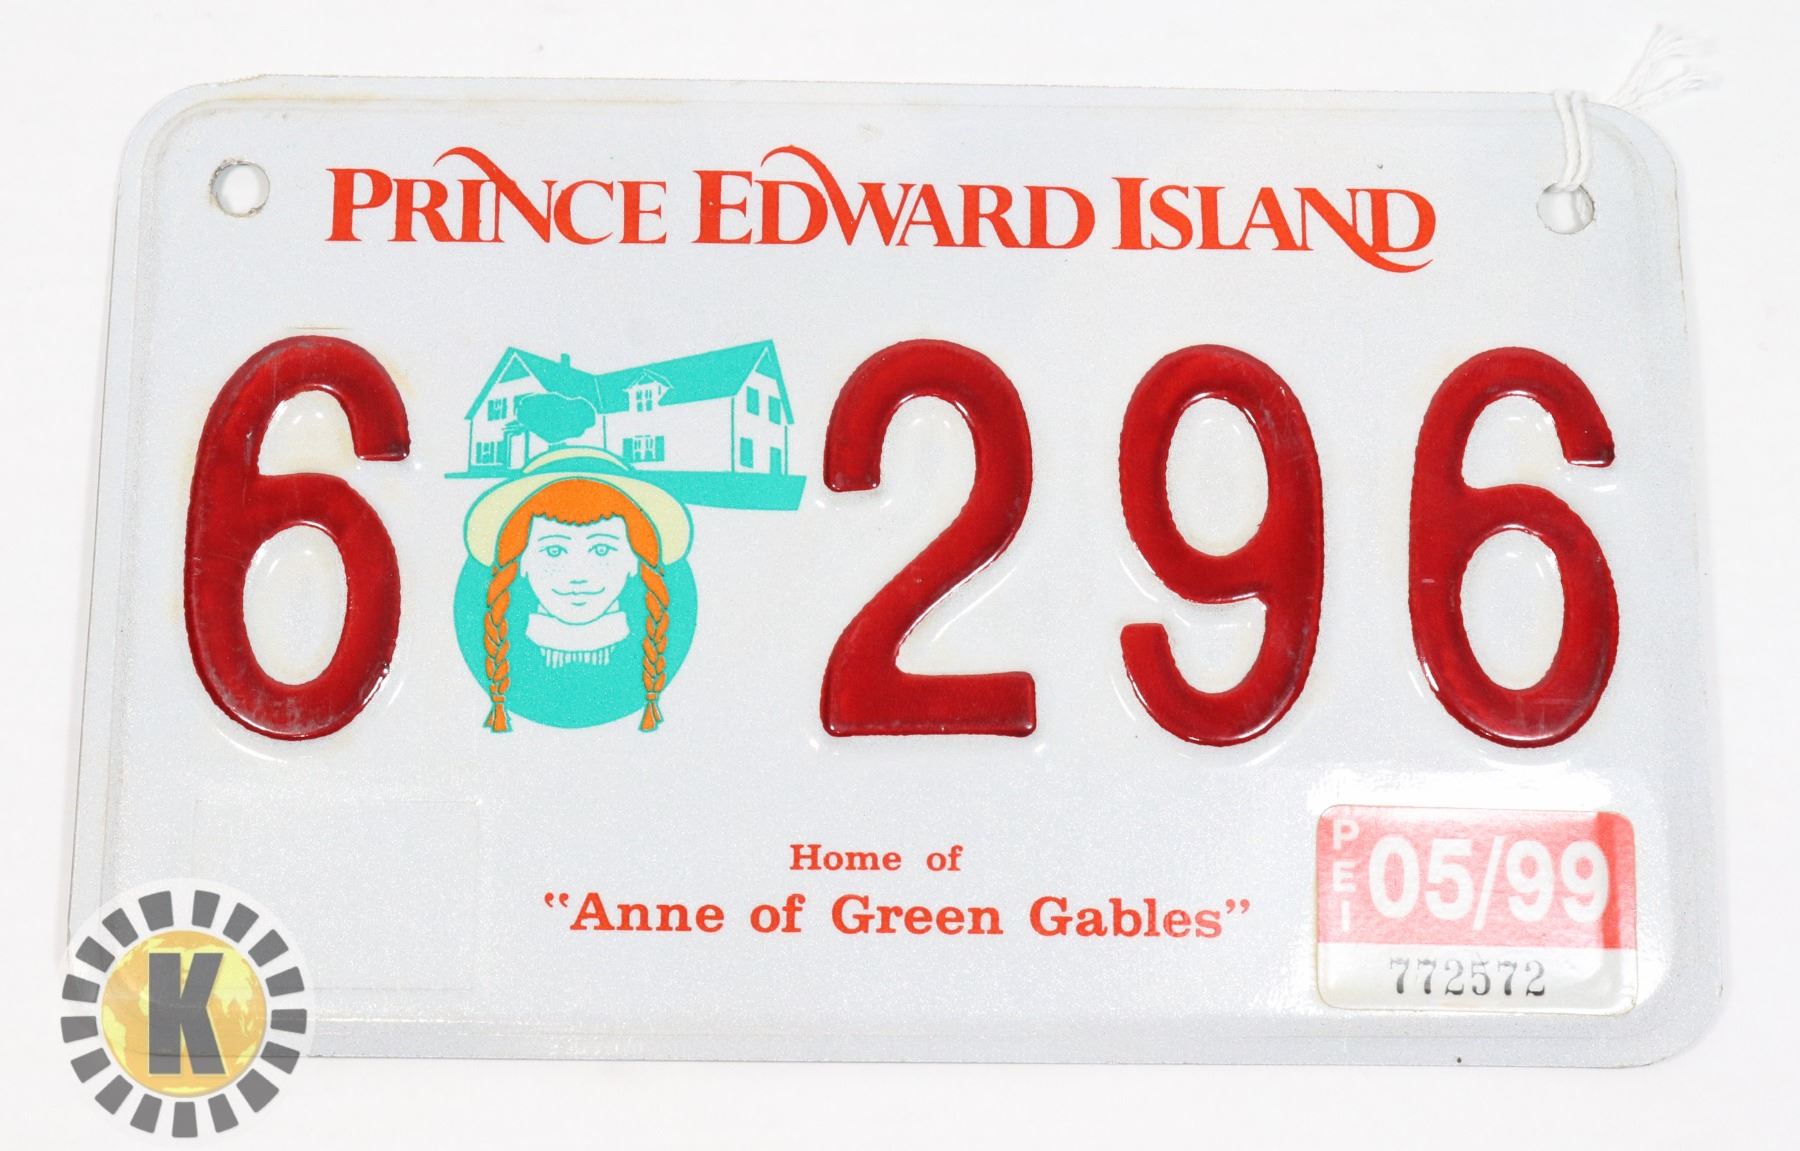 PRINCE EDWARD ISLAND
6 296
Home of
"Anne of Green Gables"
PEI 05/99
772572
K